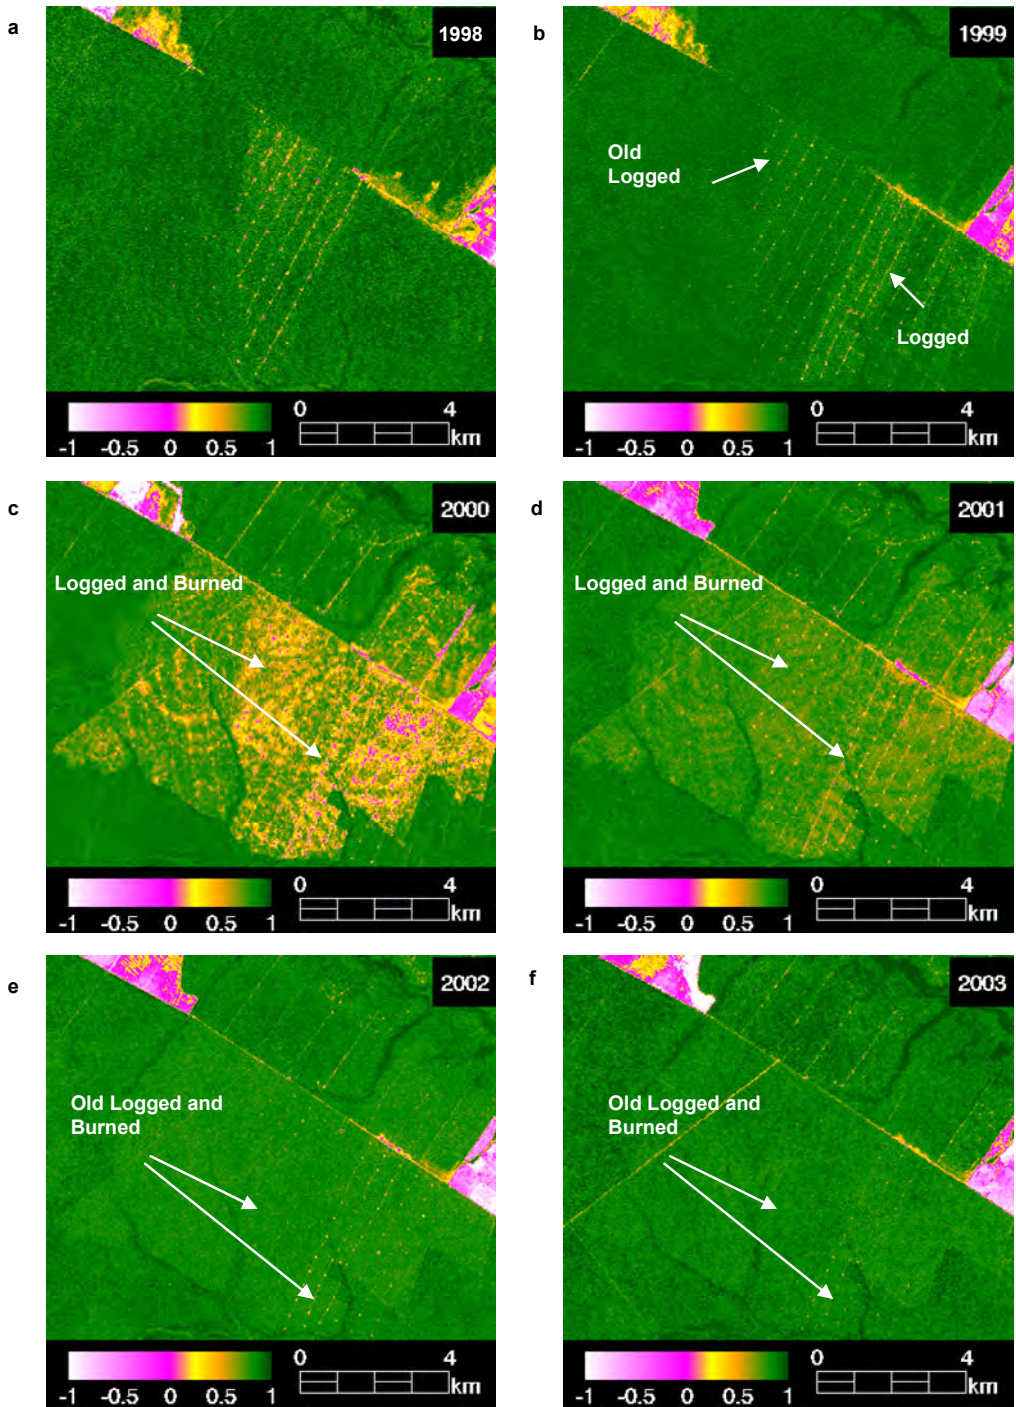 a
1998
-1 -0.5 0 0.5 1
0 4
km
b
1999
Old
Logged
Logged
-1 -0.5 0 0.5 1
0 4
km
c
2000
Logged and Burned
-1 -0.5 0 0.5 1
0 4
km
d
2001
Logged and Burned
-1 -0.5 0 0.5 1
0 4
km
e
2002
Old Logged and
Burned
-1 -0.5 0 0.5 1
0 4
km
f
2003
Old Logged and
Burned
-1 -0.5 0 0.5 1
0 4
km